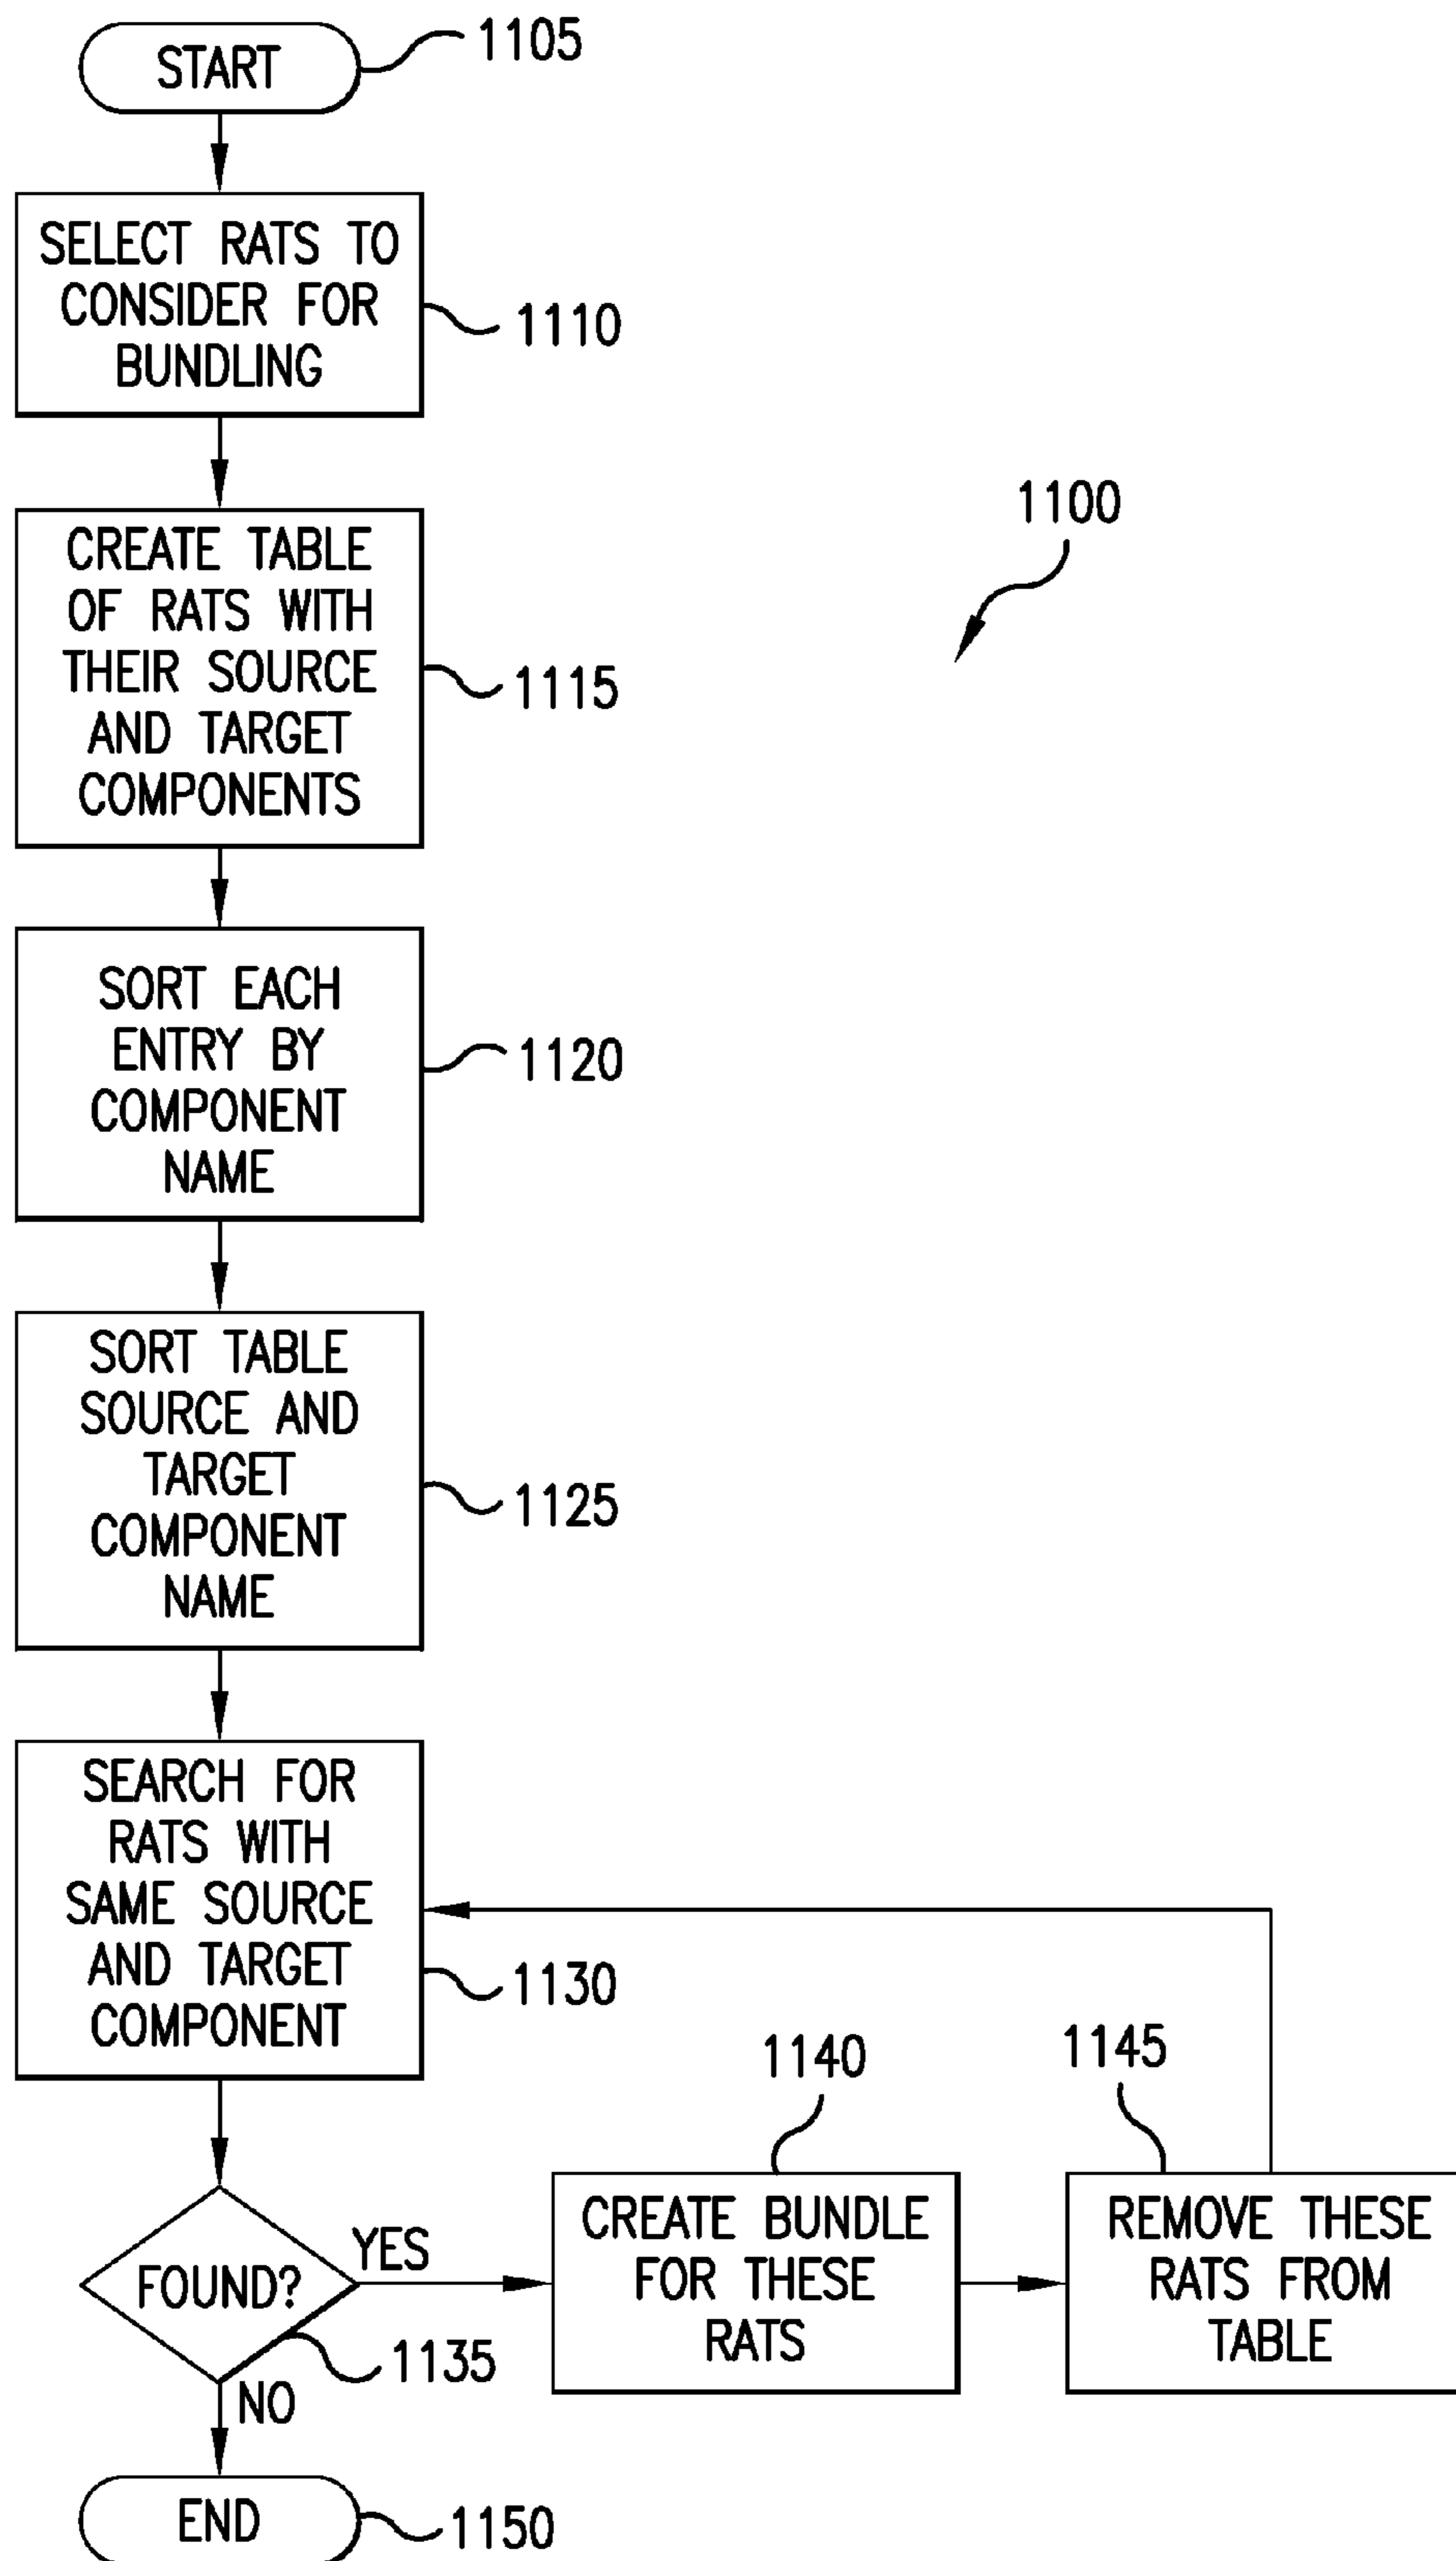 START
1105
SELECT RATS TO
CONSIDER FOR
BUNDLING
1110
1100
CREATE TABLE
OF RATS WITH
THEIR SOURCE
AND TARGET
COMPONENTS
1115
SORT EACH
ENTRY BY
COMPONENT
NAME
1120
SORT TABLE
SOURCE AND
TARGET
COMPONENT
NAME
1125
SEARCH FOR
RATS WITH
SAME SOURCE
AND TARGET
COMPONENT
1130
FOUND?
YES
1135
NO
1140
CREATE BUNDLE
FOR THESE
RATS
1145
REMOVE THESE
RATS FROM
TABLE
END
1150